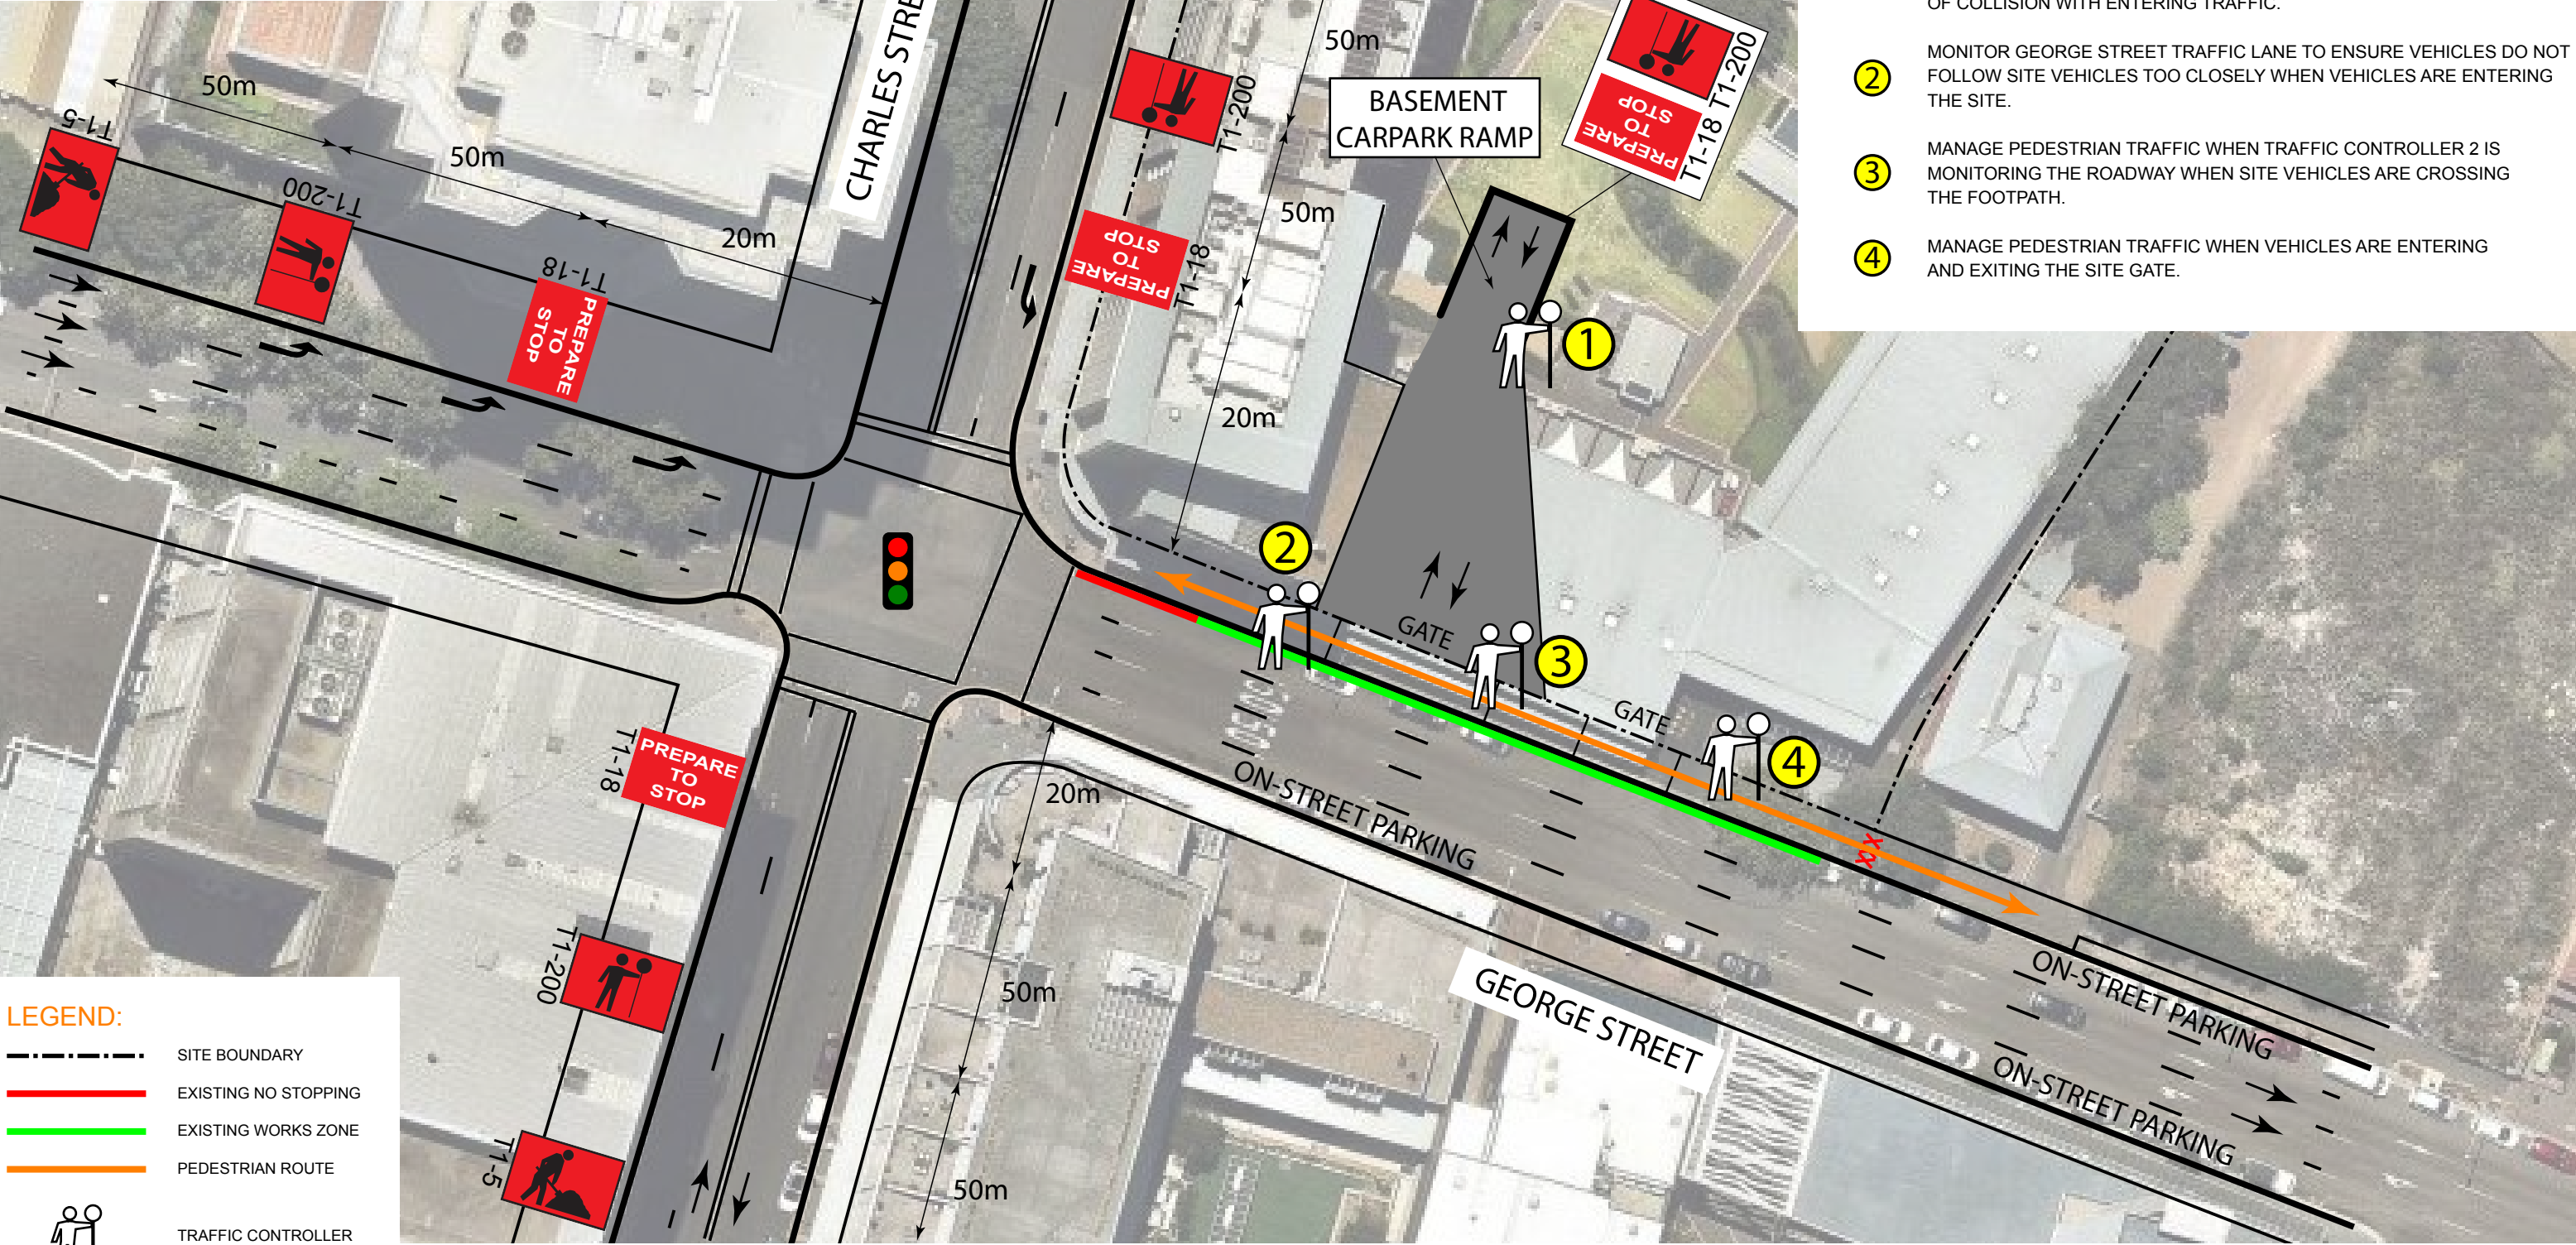 OF COLLISION WITH ENTERING TRAFFIC.
2
MONITOR GEORGE STREET TRAFFIC LANE TO ENSURE VEHICLES DO NOT
FOLLOW SITE VEHICLES TOO CLOSELY WHEN VEHICLES ARE ENTERING
THE SITE.
3
MANAGE PEDESTRIAN TRAFFIC WHEN TRAFFIC CONTROLLER 2 IS
MONITORING THE ROADWAY WHEN SITE VEHICLES ARE CROSSING
THE FOOTPATH.
4
MANAGE PEDESTRIAN TRAFFIC WHEN VEHICLES ARE ENTERING
AND EXITING THE SITE GATE.
CHARLES STRE
50m
50m
20m
T1-5
T1-200
T1-18
PREPARE
TO
STOP
T1-200
PREPARE
TO
STOP
T1-18
50m
50m
20m
BASEMENT
CARPARK RAMP
T1-200
PREPARE
TO
STOP
T1-18
1
2
3
4
GATE
GATE
ON-STREET PARKING
GEORGE STREET
ON-STREET PARKING
ON-STREET PARKING
20m
50m
50m
T1-18
PREPARE
TO
STOP
T1-200
T1-5
LEGEND:
SITE BOUNDARY
EXISTING NO STOPPING
EXISTING WORKS ZONE
PEDESTRIAN ROUTE
TRAFFIC CONTROLLER